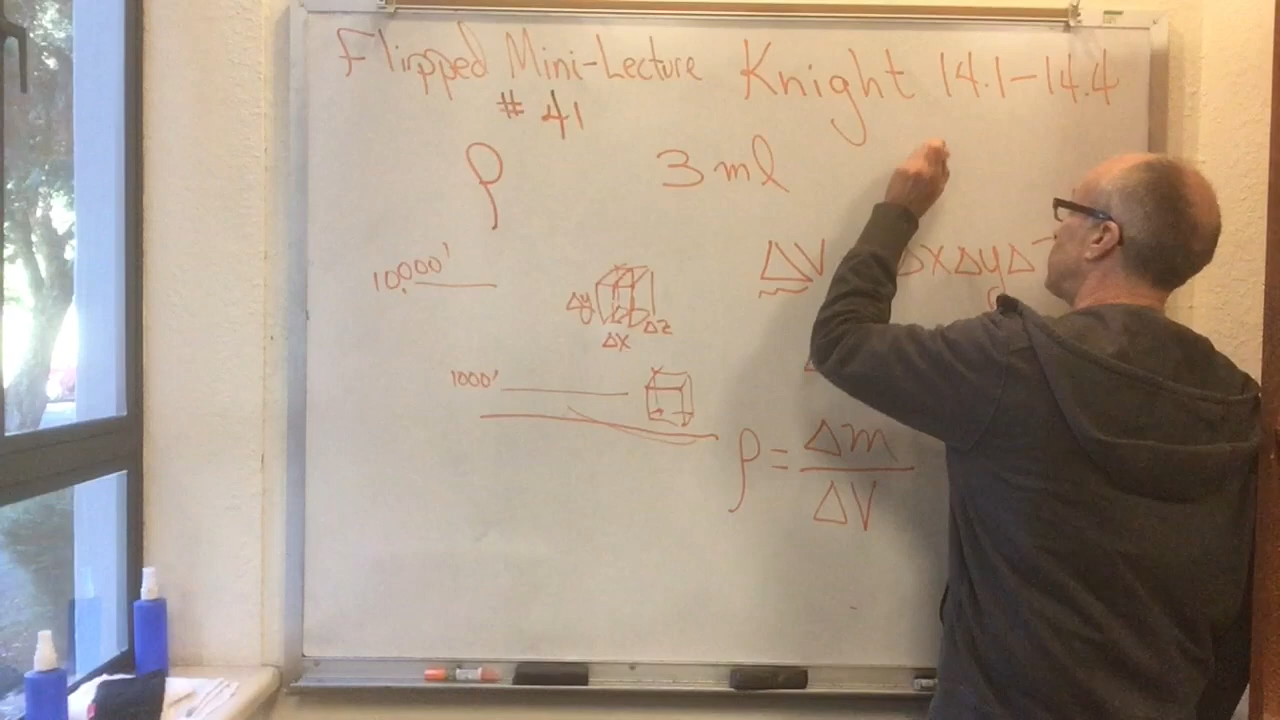 Flipped Mini-Lecture Knight 14.1-14.4
# 41
ρ 3 ml
10,000'
ΔV ΔxΔyΔ
Δy
Δz
Δx
1000'
ρ = Δm
ΔV